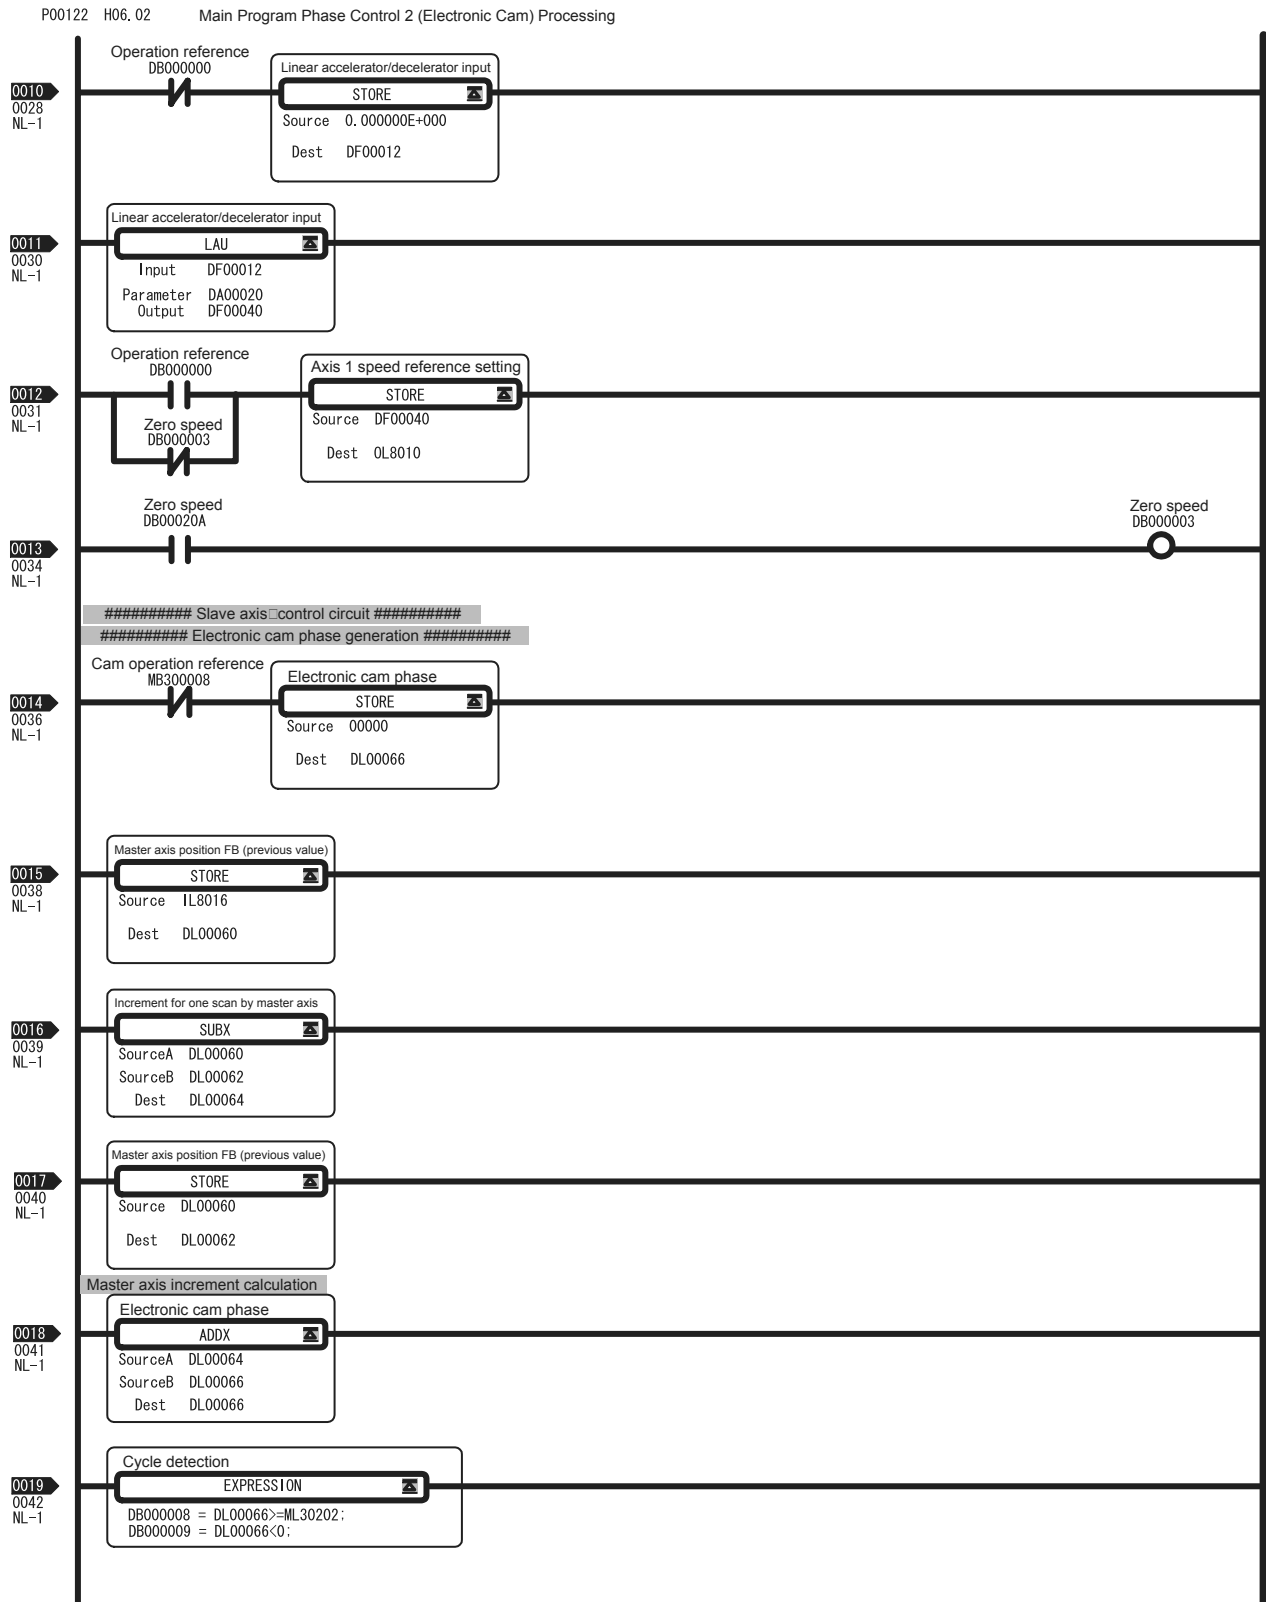 P00122 H06.02 Main Program Phase Control 2 (Electronic Cam) Processing
Operation reference
DB000000
Linear accelerator/decelerator input
0010
0028
NL-1
STORE
Source 0.000000E+000
Dest DF00012
Linear accelerator/decelerator input
0011
0030
NL-1
LAU
Input DF00012
Parameter DA00020
Output DF00040
Operation reference
DB000000
Axis 1 speed reference setting
0012
0031
NL-1
STORE
Source DF00040
Zero speed
DB000003
Dest OL8010
Zero speed
DB00020A
Zero speed
DB000003
0013
0034
NL-1
########## Slave axis□control circuit ##########
########## Electronic cam phase generation ##########
Cam operation reference
MB300008
Electronic cam phase
0014
0036
NL-1
STORE
Source 00000
Dest DL00066
Master axis position FB (previous value)
0015
0038
NL-1
STORE
Source IL8016
Dest DL00060
Increment for one scan by master axis
0016
0039
NL-1
SUBX
SourceA DL00060
SourceB DL00062
Dest DL00064
Master axis position FB (previous value)
0017
0040
NL-1
STORE
Source DL00060
Dest DL00062
Master axis increment calculation
Electronic cam phase
0018
0041
NL-1
ADDX
SourceA DL00064
SourceB DL00066
Dest DL00066
Cycle detection
0019
0042
NL-1
EXPRESSION
DB000008 = DL00066>=ML30202;
DB000009 = DL00066<0;